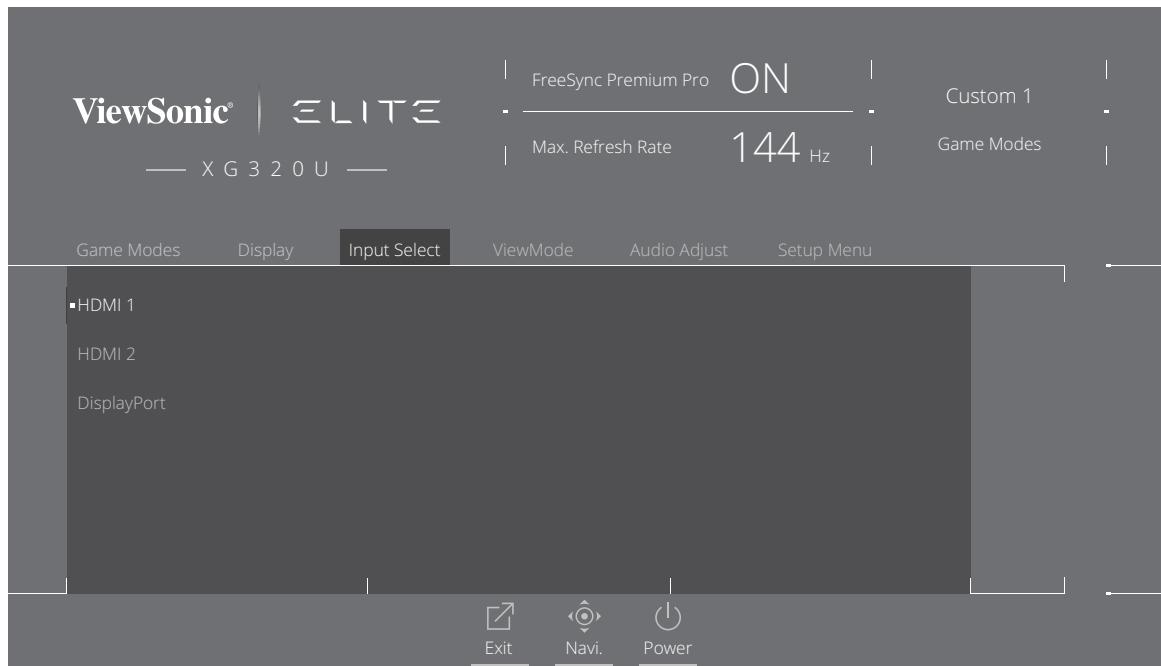 ViewSonic® ELITE
XG320U
FreeSync Premium Pro ON
Max. Refresh Rate 144 Hz
Custom 1
Game Modes
Game Modes Display Input Select ViewMode Audio Adjust Setup Menu
HDMI 1
HDMI 2
DisplayPort
Exit Navi. Power